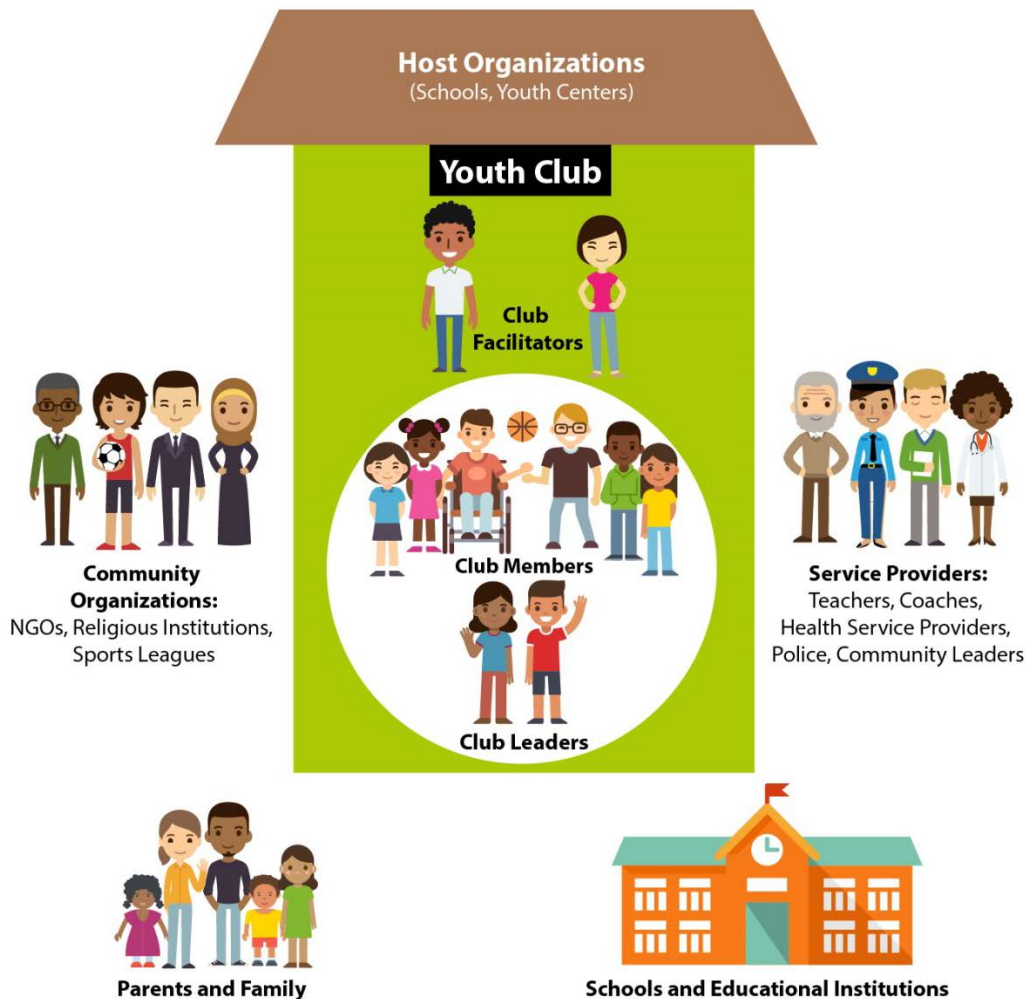 Host Organizations
(Schools, Youth Centers)
Youth Club
Club
Facilitators
Club Members
Club Leaders
Community
Organizations:
NGOs, Religious Institutions,
Sports Leagues
Service Providers:
Teachers, Coaches,
Health Service Providers,
Police, Community Leaders
Parents and Family
Schools and Educational Institutions